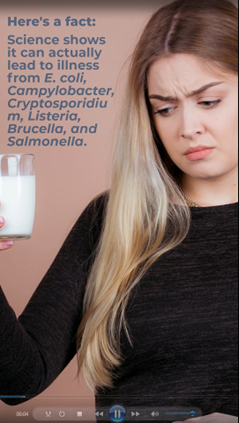 Here's a fact:
Science shows
it can actually
lead to illness
from E. coli,
Campylobacter,
Cryptosporidiu
m, Listeria,
Brucella, and
Salmonella.
00:04